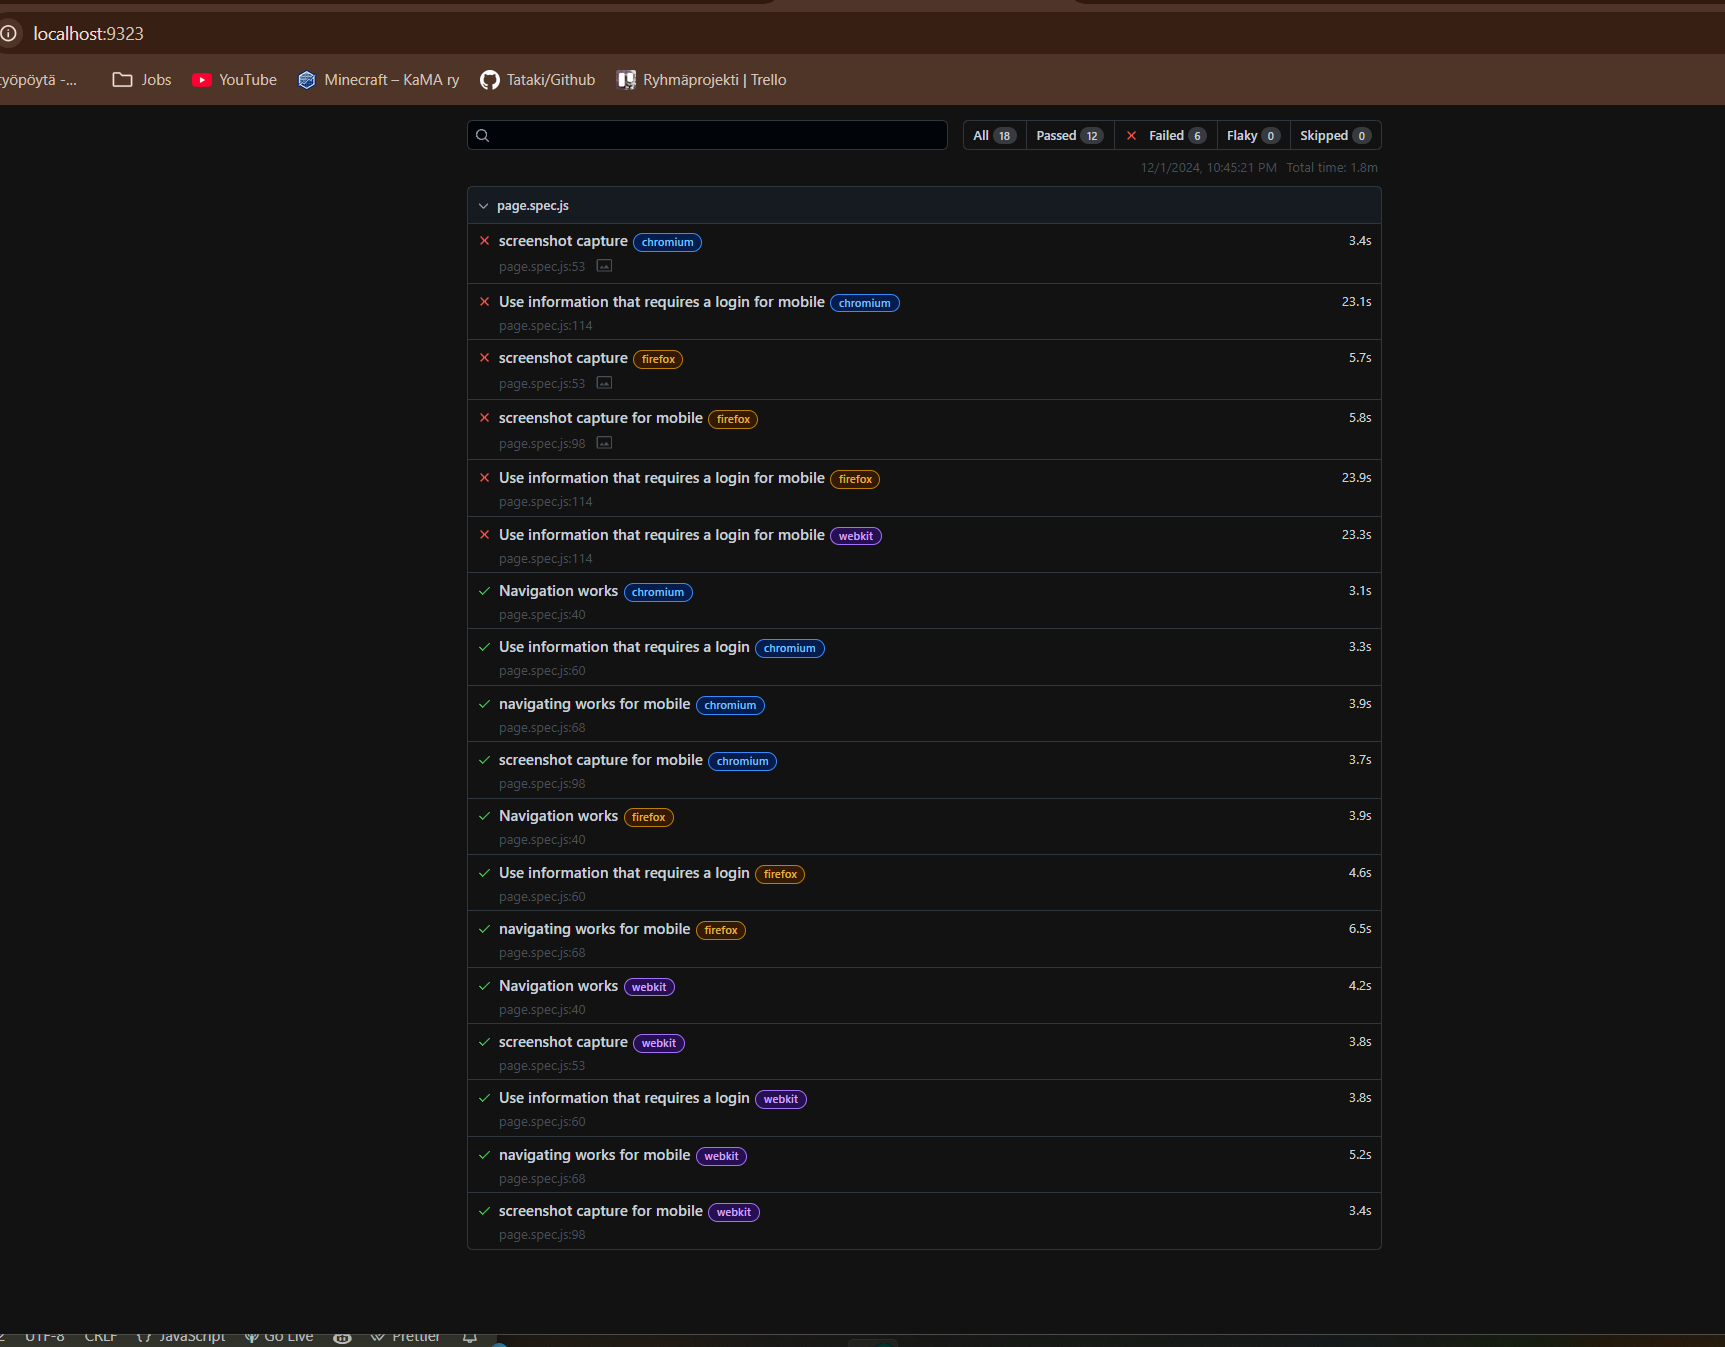 localhost:9323
työpöytä -...
Jobs
YouTube
Minecraft – KaMA ry
Tataki/Github
Ryhmäprojekti | Trello
All 18
Passed 12
Failed 6
Flaky 0
Skipped 0
12/1/2024, 10:45:21 PM Total time: 1.8m
page.spec.js
screenshot capture chromium 3.4s
page.spec.js:53
Use information that requires a login for mobile chromium 23.1s
page.spec.js:114
screenshot capture firefox 5.7s
page.spec.js:53
screenshot capture for mobile firefox 5.8s
page.spec.js:98
Use information that requires a login for mobile firefox 23.9s
page.spec.js:114
Use information that requires a login for mobile webkit 23.3s
page.spec.js:114
Navigation works chromium 3.1s
page.spec.js:40
Use information that requires a login chromium 3.3s
page.spec.js:60
navigating works for mobile chromium 3.9s
page.spec.js:68
screenshot capture for mobile chromium 3.7s
page.spec.js:98
Navigation works firefox 3.9s
page.spec.js:40
Use information that requires a login firefox 4.6s
page.spec.js:60
navigating works for mobile firefox 6.5s
page.spec.js:68
Navigation works webkit 4.2s
page.spec.js:40
screenshot capture webkit 3.8s
page.spec.js:53
Use information that requires a login webkit 3.8s
page.spec.js:60
navigating works for mobile webkit 5.2s
page.spec.js:68
screenshot capture for mobile webkit 3.4s
page.spec.js:98
2 UTF-8 CRLF { } JavaScript Go Live Prettier